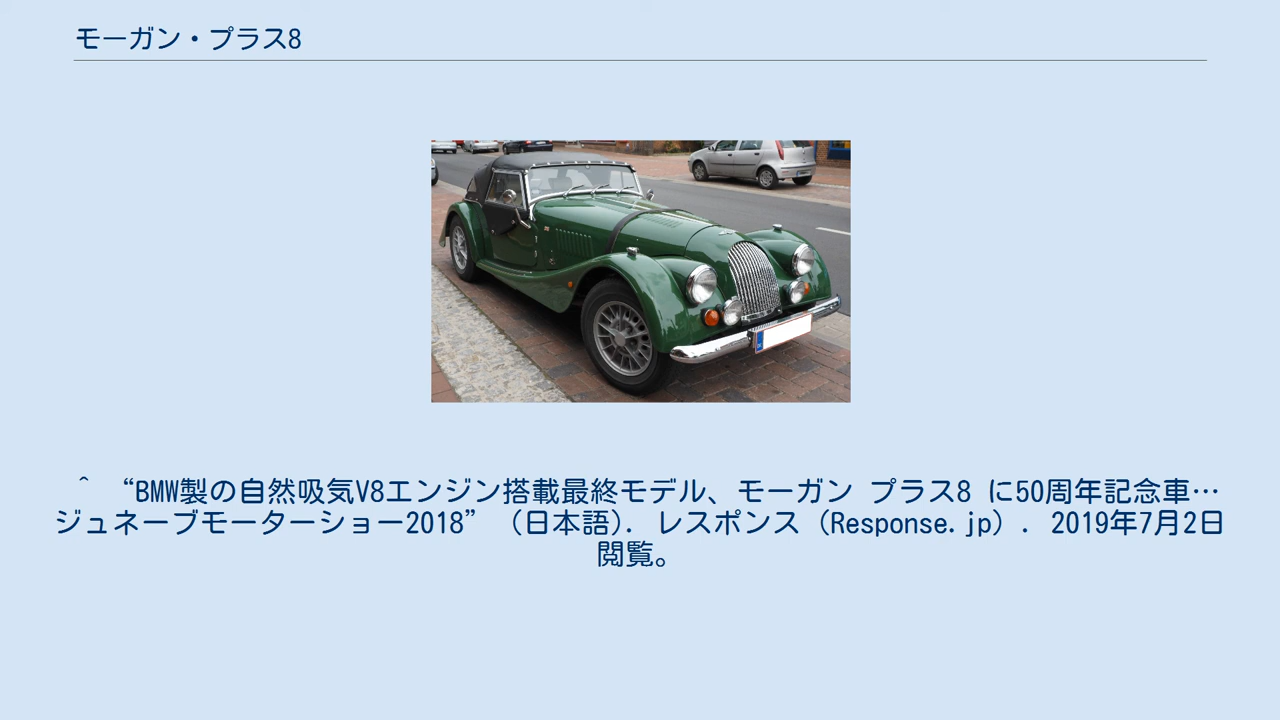 モーガン・プラス8
^ “BMW製の自然吸気V8エンジン搭載最終モデル、モーガン プラス8 に50周年記念車…
ジュネーブモーターショー2018” (日本語). レスポンス（Response.jp）. 2019年7月2日
閲覧。